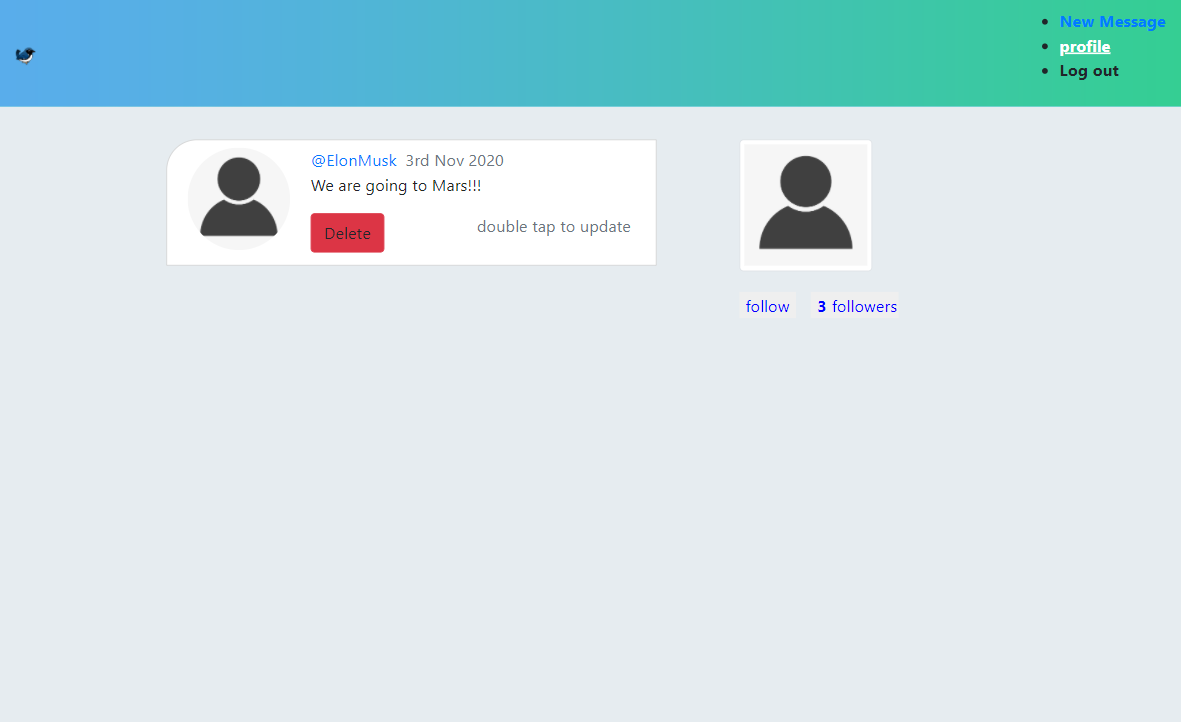 New Message
profile
Log out
@ElonMusk 3rd Nov 2020
We are going to Mars!!!
Delete
double tap to update
follow
3 followers